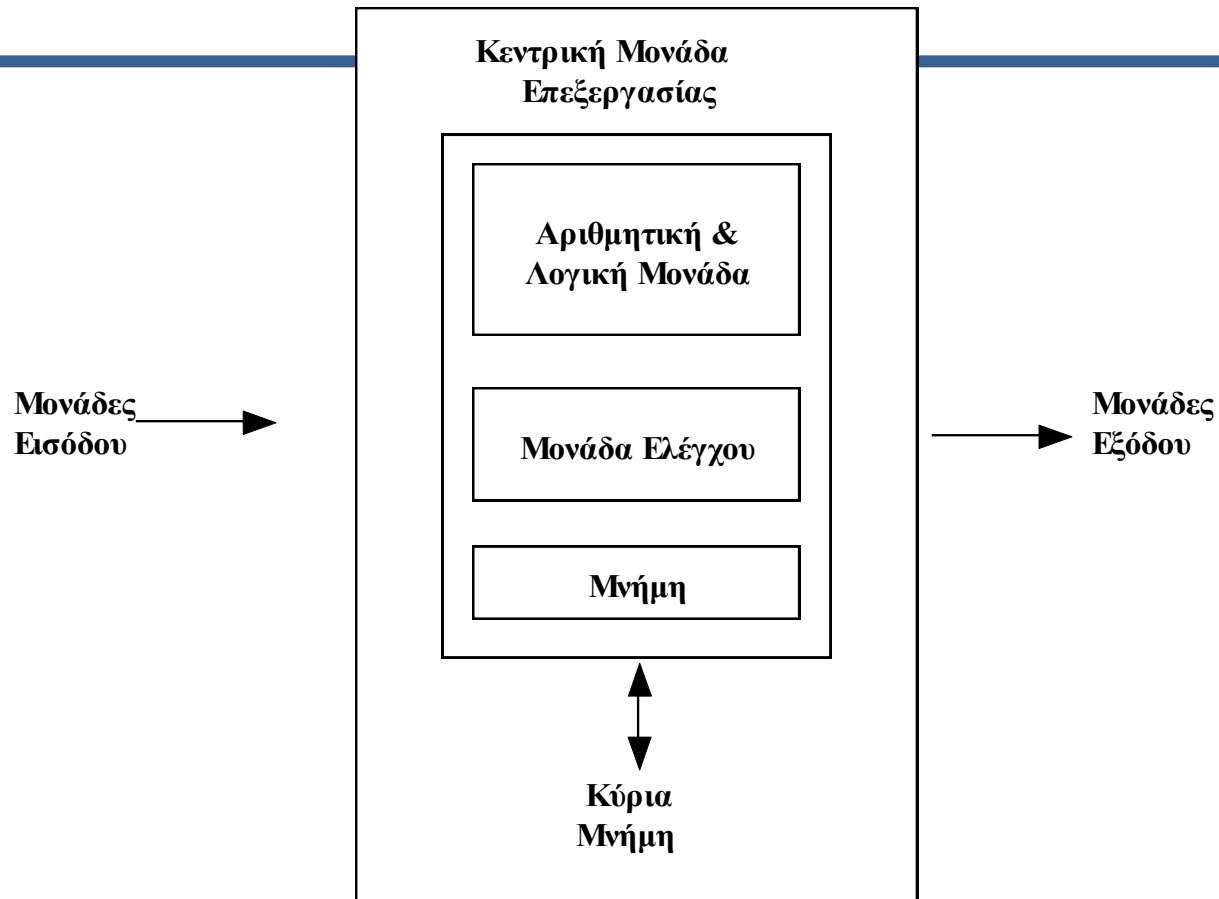 Κεντρική Μονάδα
Επεξεργασίας
Αριθμητική &
Λογική Μονάδα
Μονάδες
Εισόδου
Μονάδα Ελέγχου
Μονάδες
Εξόδου
Μνήμη
Κύρια
Μνήμη